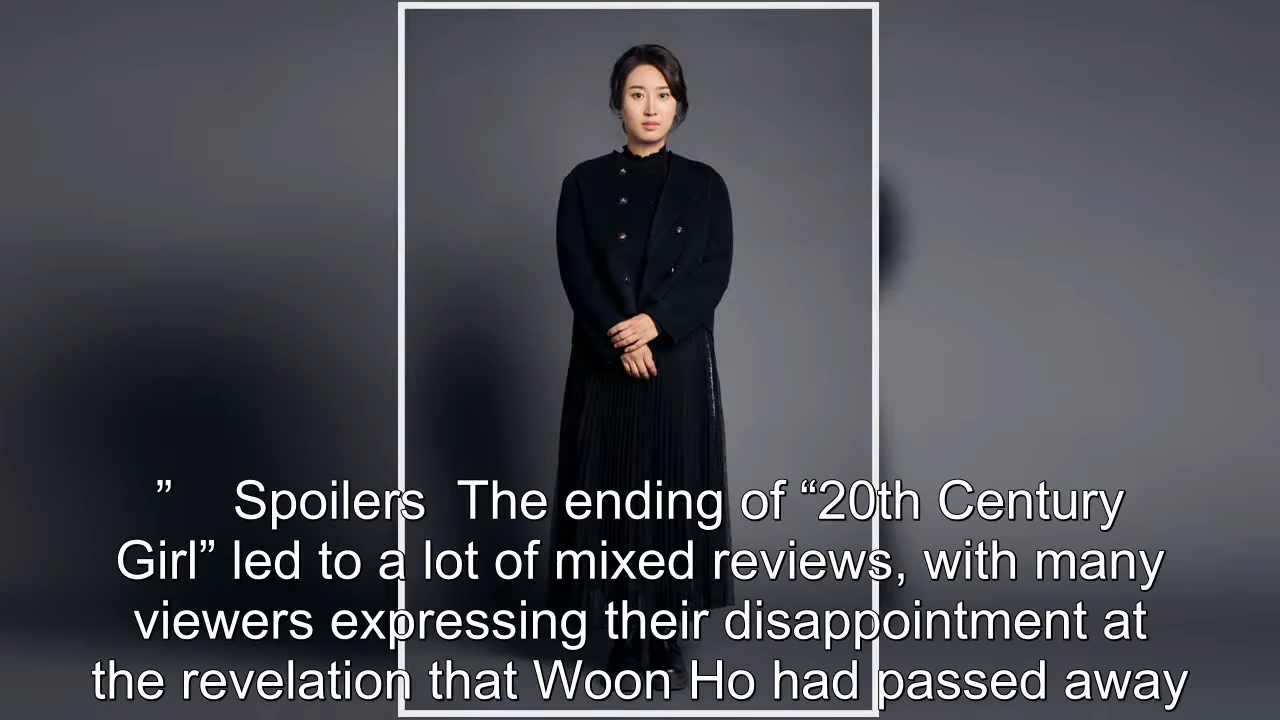 ” Spoilers The ending of “20th Century
Girl” led to a lot of mixed reviews, with many
viewers expressing their disappointment at
the revelation that Woon Ho had passed away